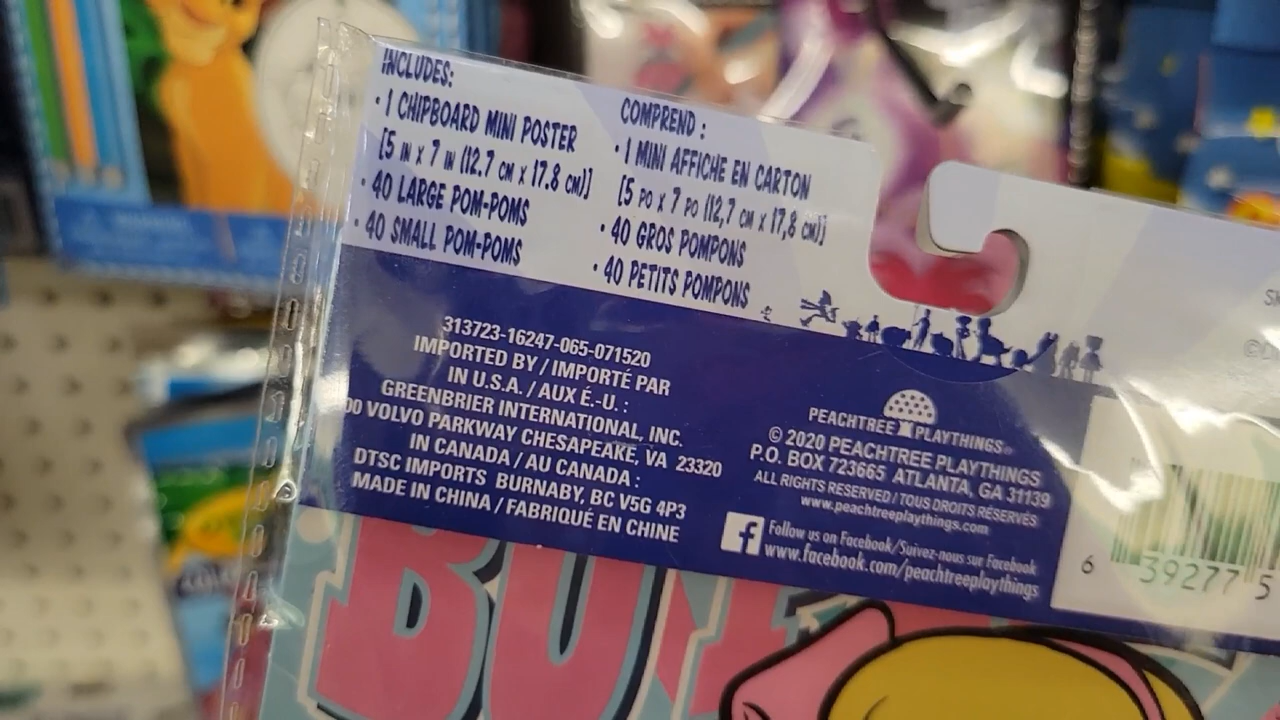 INCLUDES:
• 1 CHIPBOARD MINI POSTER
[5 IN X 7 IN (12.7 CM X 17.8 CM)]
• 40 LARGE POM-POMS
• 40 SMALL POM-POMS
COMPREND :
• 1 MINI AFFICHE EN CARTON
[5 PO X 7 PO (12,7 CM X 17,8 CM)]
• 40 GROS POMPONS
• 40 PETITS POMPONS
313723-16247-065-071520
IMPORTED BY / IMPORTÉ PAR
IN U.S.A. / AUX É.-U. :
GREENBRIER INTERNATIONAL, INC.
00 VOLVO PARKWAY CHESAPEAKE, VA 23320
IN CANADA / AU CANADA :
DTSC IMPORTS BURNABY, BC V5G 4P3
MADE IN CHINA / FABRIQUÉ EN CHINE
PEACHTREE PLAYTHINGS
© 2020 PEACHTREE PLAYTHINGS
P.O. BOX 723665 ATLANTA, GA 31139
ALL RIGHTS RESERVED / TOUS DROITS RÉSERVÉS
www.peachtreeplaythings.com
f Follow us on Facebook/Suivez-nous sur Facebook
www.facebook.com/peachtreeplaythings
6 39277 5
BU